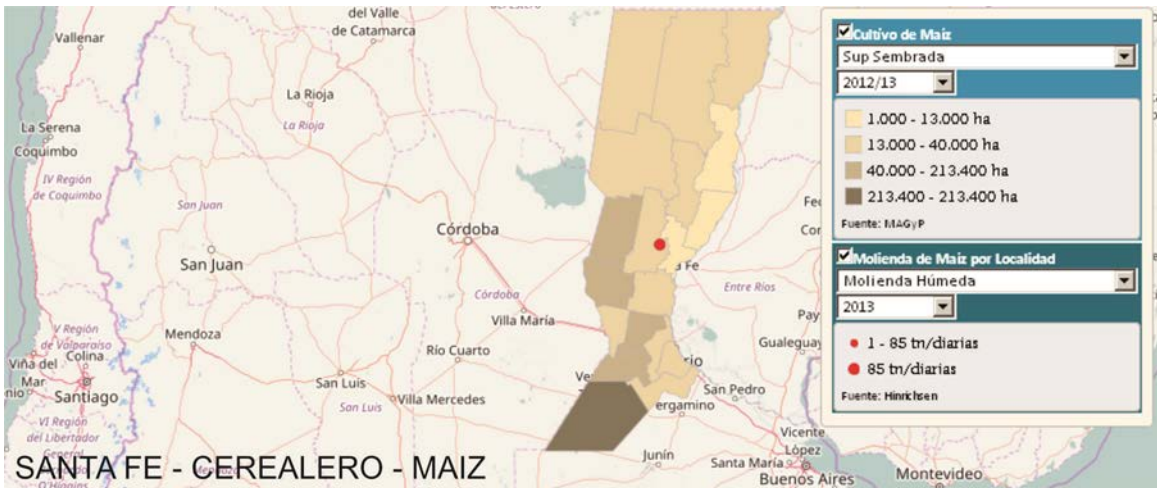 del Valle
de Catamarca
Vallenar
La Rioja
La Rioja
La Serena
Coquimbo
IV Región
de Coquimbo
San Juan
San Juan
Córdoba
Córdoba
Fe
Entre Ríos
Villa María
V Región
de Valparaíso
Mendoza
Río Cuarto
Gualeguay
Viña del
Mar
Colina
Santiago
San Luis
San Luis
Villa Mercedes
San Pedro
ergamino
VI Región
del Libertador
General
O'Higgins
Mendoza
Junín
Vicente
López
Santa María
Buenos Aires
Montevideo
SANTA FE - CEREALERO - MAIZ
Cultivo de Maiz
Sup Sembrada
2012/13
1.000 - 13.000 ha
13.000 - 40.000 ha
40.000 - 213.400 ha
213.400 - 213.400 ha
Fuente: MAGyP
Molienda de Maiz por Localidad
Molienda Húmeda
2013
1 - 85 tn/diarias
85 tn/diarias
Fuente: Hinrichsen